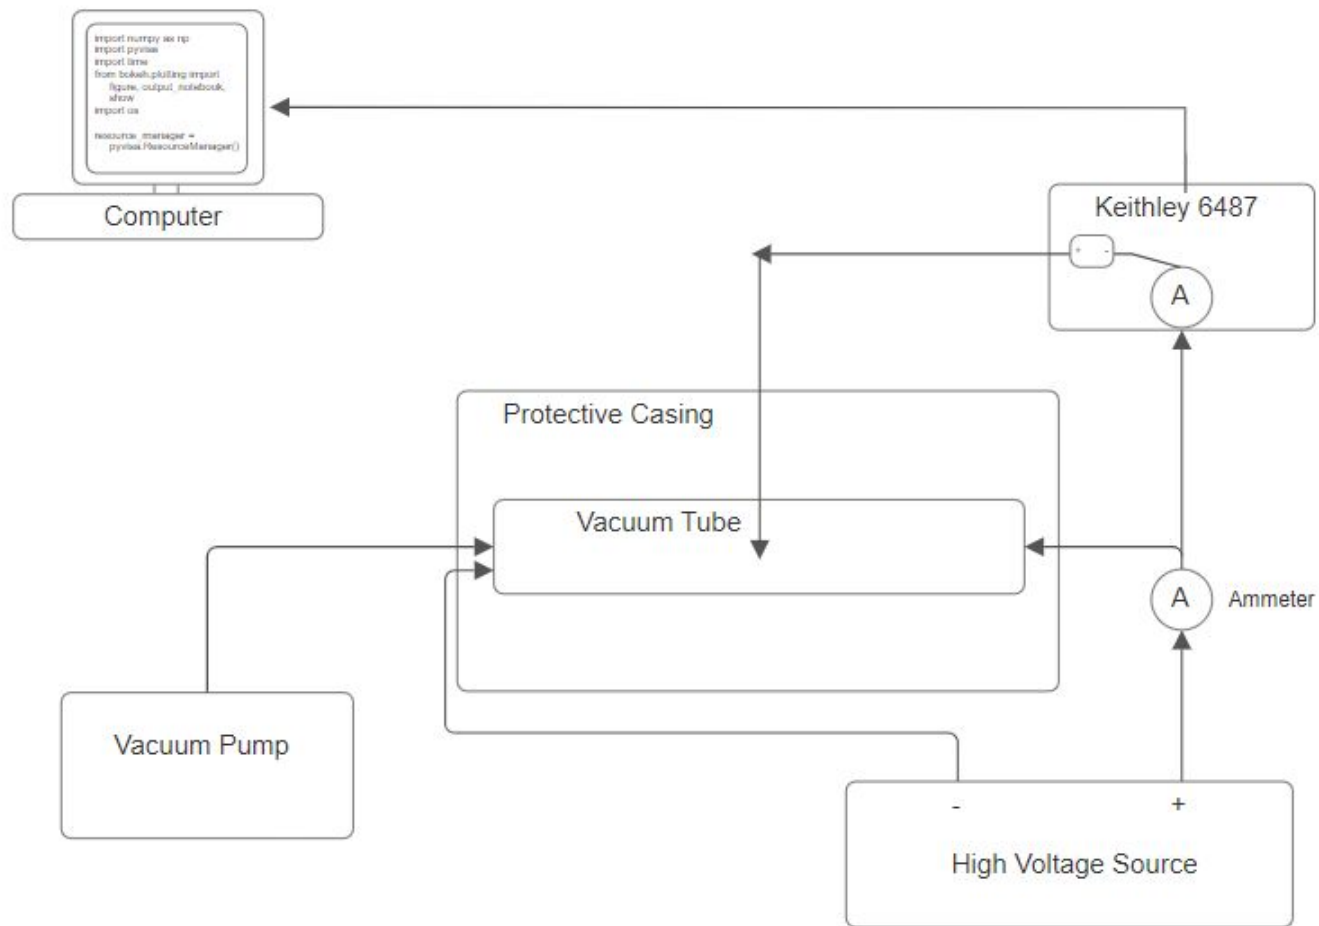 import numpy as np
import pyvisa
import time
from bokeh.plotting import
figure, output_notebook,
show
import os
resource_manager =
pyvisa.ResourceManager()
Computer
Keithley 6487
+ -
A
Protective Casing
Vacuum Tube
A
Ammeter
Vacuum Pump
- +
High Voltage Source